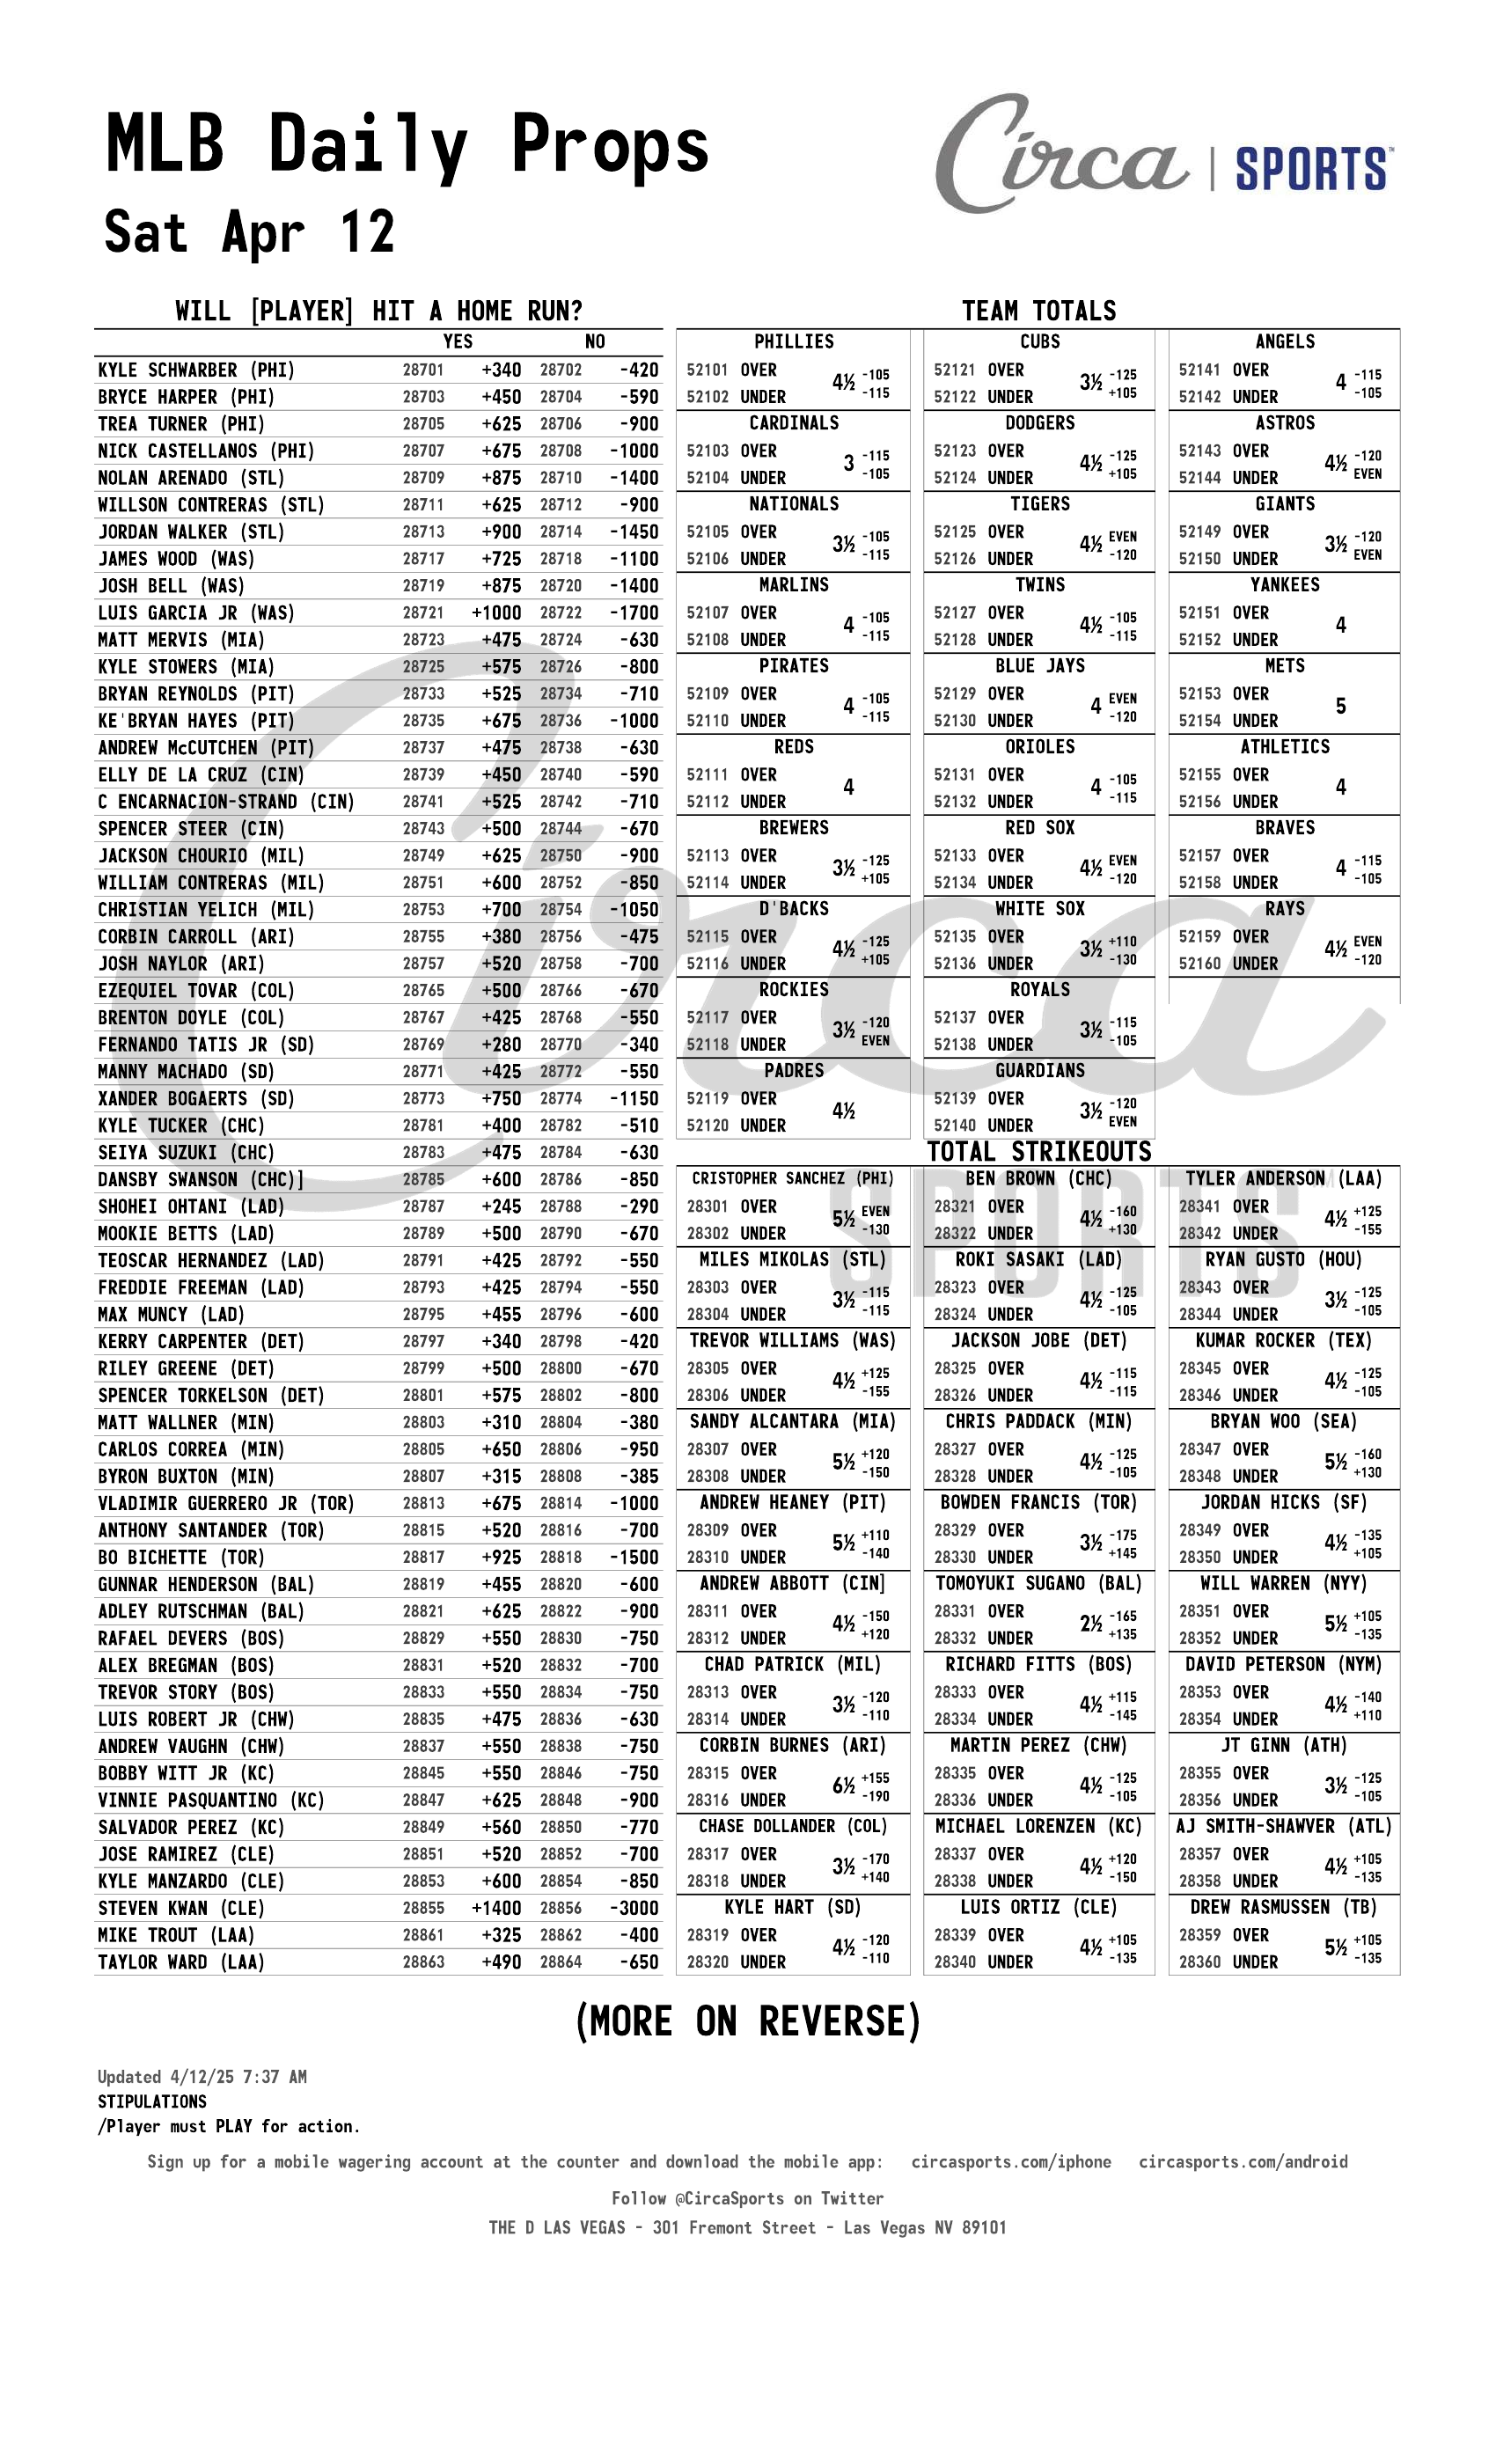 MLB Daily Props
Sat Apr 12
Circa | SPORTS™
WILL [PLAYER] HIT A HOME RUN?
YES NO
KYLE SCHWARBER (PHI) 28701 +340 28702 -420
BRYCE HARPER (PHI) 28703 +450 28704 -590
TREA TURNER (PHI) 28705 +625 28706 -900
NICK CASTELLANOS (PHI) 28707 +675 28708 -1000
NOLAN ARENADO (STL) 28709 +875 28710 -1400
WILLSON CONTRERAS (STL) 28711 +625 28712 -900
JORDAN WALKER (STL) 28713 +900 28714 -1450
JAMES WOOD (WAS) 28717 +725 28718 -1100
JOSH BELL (WAS) 28719 +875 28720 -1400
LUIS GARCIA JR (WAS) 28721 +1000 28722 -1700
MATT MERVIS (MIA) 28723 +475 28724 -630
KYLE STOWERS (MIA) 28725 +575 28726 -800
BRYAN REYNOLDS (PIT) 28733 +525 28734 -710
KE'BRYAN HAYES (PIT) 28735 +675 28736 -1000
ANDREW McCUTCHEN (PIT) 28737 +475 28738 -630
ELLY DE LA CRUZ (CIN) 28739 +450 28740 -590
C ENCARNACION-STRAND (CIN) 28741 +525 28742 -710
SPENCER STEER (CIN) 28743 +500 28744 -670
JACKSON CHOURIO (MIL) 28749 +625 28750 -900
WILLIAM CONTRERAS (MIL) 28751 +600 28752 -850
CHRISTIAN YELICH (MIL) 28753 +700 28754 -1050
CORBIN CARROLL (ARI) 28755 +380 28756 -475
JOSH NAYLOR (ARI) 28757 +520 28758 -700
EZEQUIEL TOVAR (COL) 28765 +500 28766 -670
BRENTON DOYLE (COL) 28767 +425 28768 -550
FERNANDO TATIS JR (SD) 28769 +280 28770 -340
MANNY MACHADO (SD) 28771 +425 28772 -550
XANDER BOGAERTS (SD) 28773 +750 28774 -1150
KYLE TUCKER (CHC) 28781 +400 28782 -510
SEIYA SUZUKI (CHC) 28783 +475 28784 -630
DANSBY SWANSON (CHC)] 28785 +600 28786 -850
SHOHEI OHTANI (LAD) 28787 +245 28788 -290
MOOKIE BETTS (LAD) 28789 +500 28790 -670
TEOSCAR HERNANDEZ (LAD) 28791 +425 28792 -550
FREDDIE FREEMAN (LAD) 28793 +425 28794 -550
MAX MUNCY (LAD) 28795 +455 28796 -600
KERRY CARPENTER (DET) 28797 +340 28798 -420
RILEY GREENE (DET) 28799 +500 28800 -670
SPENCER TORKELSON (DET) 28801 +575 28802 -800
MATT WALLNER (MIN) 28803 +310 28804 -380
CARLOS CORREA (MIN) 28805 +650 28806 -950
BYRON BUXTON (MIN) 28807 +315 28808 -385
VLADIMIR GUERRERO JR (TOR) 28813 +675 28814 -1000
ANTHONY SANTANDER (TOR) 28815 +520 28816 -700
BO BICHETTE (TOR) 28817 +925 28818 -1500
GUNNAR HENDERSON (BAL) 28819 +455 28820 -600
ADLEY RUTSCHMAN (BAL) 28821 +625 28822 -900
RAFAEL DEVERS (BOS) 28829 +550 28830 -750
ALEX BREGMAN (BOS) 28831 +520 28832 -700
TREVOR STORY (BOS) 28833 +550 28834 -750
LUIS ROBERT JR (CHW) 28835 +475 28836 -630
ANDREW VAUGHN (CHW) 28837 +550 28838 -750
BOBBY WITT JR (KC) 28845 +550 28846 -750
VINNIE PASQUANTINO (KC) 28847 +625 28848 -900
SALVADOR PEREZ (KC) 28849 +560 28850 -770
JOSE RAMIREZ (CLE) 28851 +520 28852 -700
KYLE MANZARDO (CLE) 28853 +600 28854 -850
STEVEN KWAN (CLE) 28855 +1400 28856 -3000
MIKE TROUT (LAA) 28861 +325 28862 -400
TAYLOR WARD (LAA) 28863 +490 28864 -650
TEAM TOTALS
PHILLIES
52101 OVER 4½ -105
52102 UNDER -115
CARDINALS
52103 OVER 3 -115
52104 UNDER -105
NATIONALS
52105 OVER 3½ -105
52106 UNDER -115
MARLINS
52107 OVER 4 -105
52108 UNDER -115
PIRATES
52109 OVER 4 -105
52110 UNDER -115
REDS
52111 OVER 4
52112 UNDER
BREWERS
52113 OVER 3½ -125
52114 UNDER +105
D'BACKS
52115 OVER 4½ -125
52116 UNDER +105
ROCKIES
52117 OVER 3½ -120
52118 UNDER EVEN
PADRES
52119 OVER 4½
52120 UNDER
CUBS
52121 OVER 3½ -125
52122 UNDER +105
DODGERS
52123 OVER 4½ -125
52124 UNDER +105
TIGERS
52125 OVER 4½ EVEN
52126 UNDER -120
TWINS
52127 OVER 4½ -105
52128 UNDER -115
BLUE JAYS
52129 OVER 4 EVEN
52130 UNDER -120
ORIOLES
52131 OVER 4 -105
52132 UNDER -115
RED SOX
52133 OVER 4½ EVEN
52134 UNDER -120
WHITE SOX
52135 OVER 3½ +110
52136 UNDER -130
ROYALS
52137 OVER 3½ -115
52138 UNDER -105
GUARDIANS
52139 OVER 3½ -120
52140 UNDER EVEN
ANGELS
52141 OVER 4 -115
52142 UNDER -105
ASTROS
52143 OVER 4½ -120
52144 UNDER EVEN
GIANTS
52149 OVER 3½ -120
52150 UNDER EVEN
YANKEES
52151 OVER 4
52152 UNDER
METS
52153 OVER 5
52154 UNDER
ATHLETICS
52155 OVER 4
52156 UNDER
BRAVES
52157 OVER 4 -115
52158 UNDER -105
RAYS
52159 OVER 4½ EVEN
52160 UNDER -120
TOTAL STRIKEOUTS
CRISTOPHER SANCHEZ (PHI)
28301 OVER 5½ EVEN
28302 UNDER -130
MILES MIKOLAS (STL)
28303 OVER 3½ -115
28304 UNDER -115
TREVOR WILLIAMS (WAS)
28305 OVER 4½ +125
28306 UNDER -155
SANDY ALCANTARA (MIA)
28307 OVER 5½ +120
28308 UNDER -150
ANDREW HEANEY (PIT)
28309 OVER 5½ +110
28310 UNDER -140
ANDREW ABBOTT (CIN]
28311 OVER 4½ -150
28312 UNDER +120
CHAD PATRICK (MIL)
28313 OVER 3½ -120
28314 UNDER -110
CORBIN BURNES (ARI)
28315 OVER 6½ +155
28316 UNDER -190
CHASE DOLLANDER (COL)
28317 OVER 3½ -170
28318 UNDER +140
KYLE HART (SD)
28319 OVER 4½ -120
28320 UNDER -110
BEN BROWN (CHC)
28321 OVER 4½ -160
28322 UNDER +130
ROKI SASAKI (LAD)
28323 OVER 4½ -125
28324 UNDER -105
JACKSON JOBE (DET)
28325 OVER 4½ -115
28326 UNDER -115
CHRIS PADDACK (MIN)
28327 OVER 4½ -125
28328 UNDER -105
BOWDEN FRANCIS (TOR)
28329 OVER 3½ -175
28330 UNDER +145
TOMOYUKI SUGANO (BAL)
28331 OVER 2½ -165
28332 UNDER +135
RICHARD FITTS (BOS)
28333 OVER 4½ +115
28334 UNDER -145
MARTIN PEREZ (CHW)
28335 OVER 4½ -125
28336 UNDER -105
MICHAEL LORENZEN (KC)
28337 OVER 4½ +120
28338 UNDER -150
LUIS ORTIZ (CLE)
28339 OVER 4½ +105
28340 UNDER -135
TYLER ANDERSON (LAA)
28341 OVER 4½ +125
28342 UNDER -155
RYAN GUSTO (HOU)
28343 OVER 3½ -125
28344 UNDER -105
KUMAR ROCKER (TEX)
28345 OVER 4½ -125
28346 UNDER -105
BRYAN WOO (SEA)
28347 OVER 5½ -160
28348 UNDER +130
JORDAN HICKS (SF)
28349 OVER 4½ -135
28350 UNDER +105
WILL WARREN (NYY)
28351 OVER 5½ +105
28352 UNDER -135
DAVID PETERSON (NYM)
28353 OVER 4½ -140
28354 UNDER +110
JT GINN (ATH)
28355 OVER 3½ -125
28356 UNDER -105
AJ SMITH-SHAWVER (ATL)
28357 OVER 4½ +105
28358 UNDER -135
DREW RASMUSSEN (TB)
28359 OVER 5½ +105
28360 UNDER -135
Circa
SPORTS
(MORE ON REVERSE)
Updated 4/12/25 7:37 AM
STIPULATIONS
/Player must PLAY for action.
Sign up for a mobile wagering account at the counter and download the mobile app: circasports.com/iphone circasports.com/android
Follow @CircaSports on Twitter
THE D LAS VEGAS - 301 Fremont Street - Las Vegas NV 89101